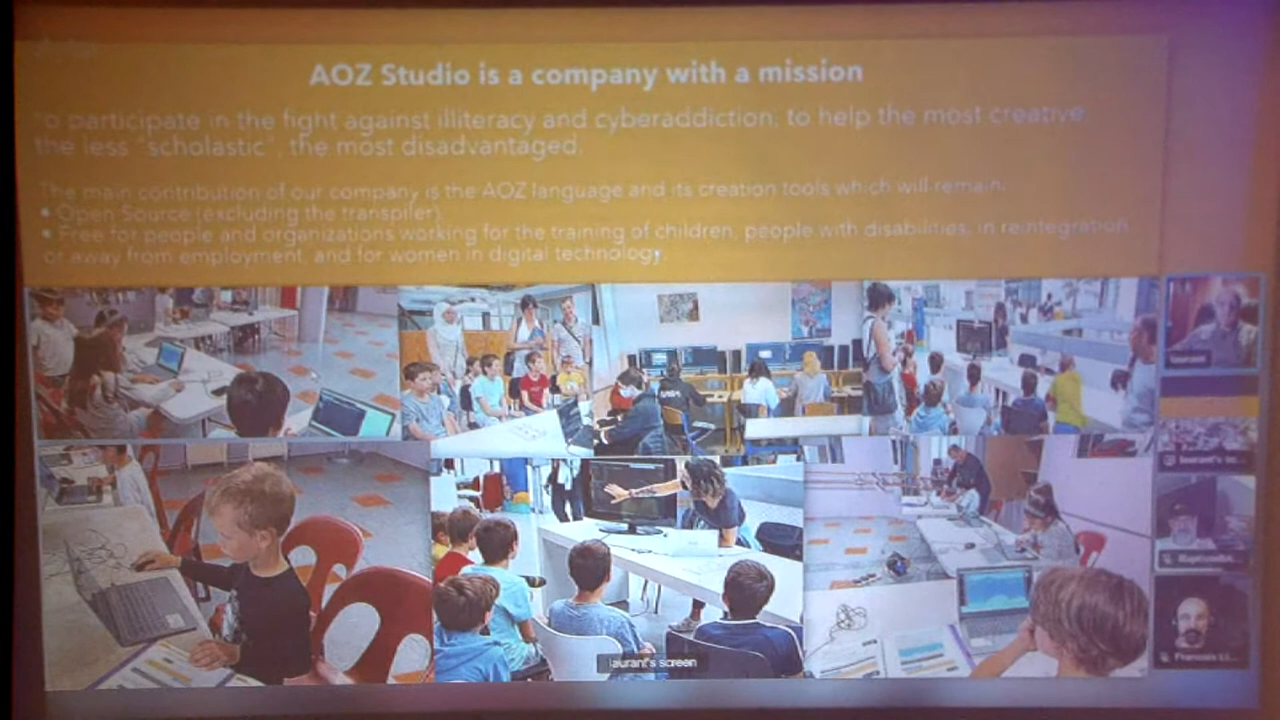 AOZ Studio is a company with a mission
to participate in the fight against illiteracy and cyberaddiction, to help the most creative
the less "scholastic", the most disadvantaged.
The main contribution of our company is the AOZ language and its creation tools which will remain:
• Open Source (excluding the transpiler)
• Free for people and organizations working for the training of children, people with disabilities, in reintegration
or away from employment, and for women in digital technology.
laurant's screen
Francois Li...